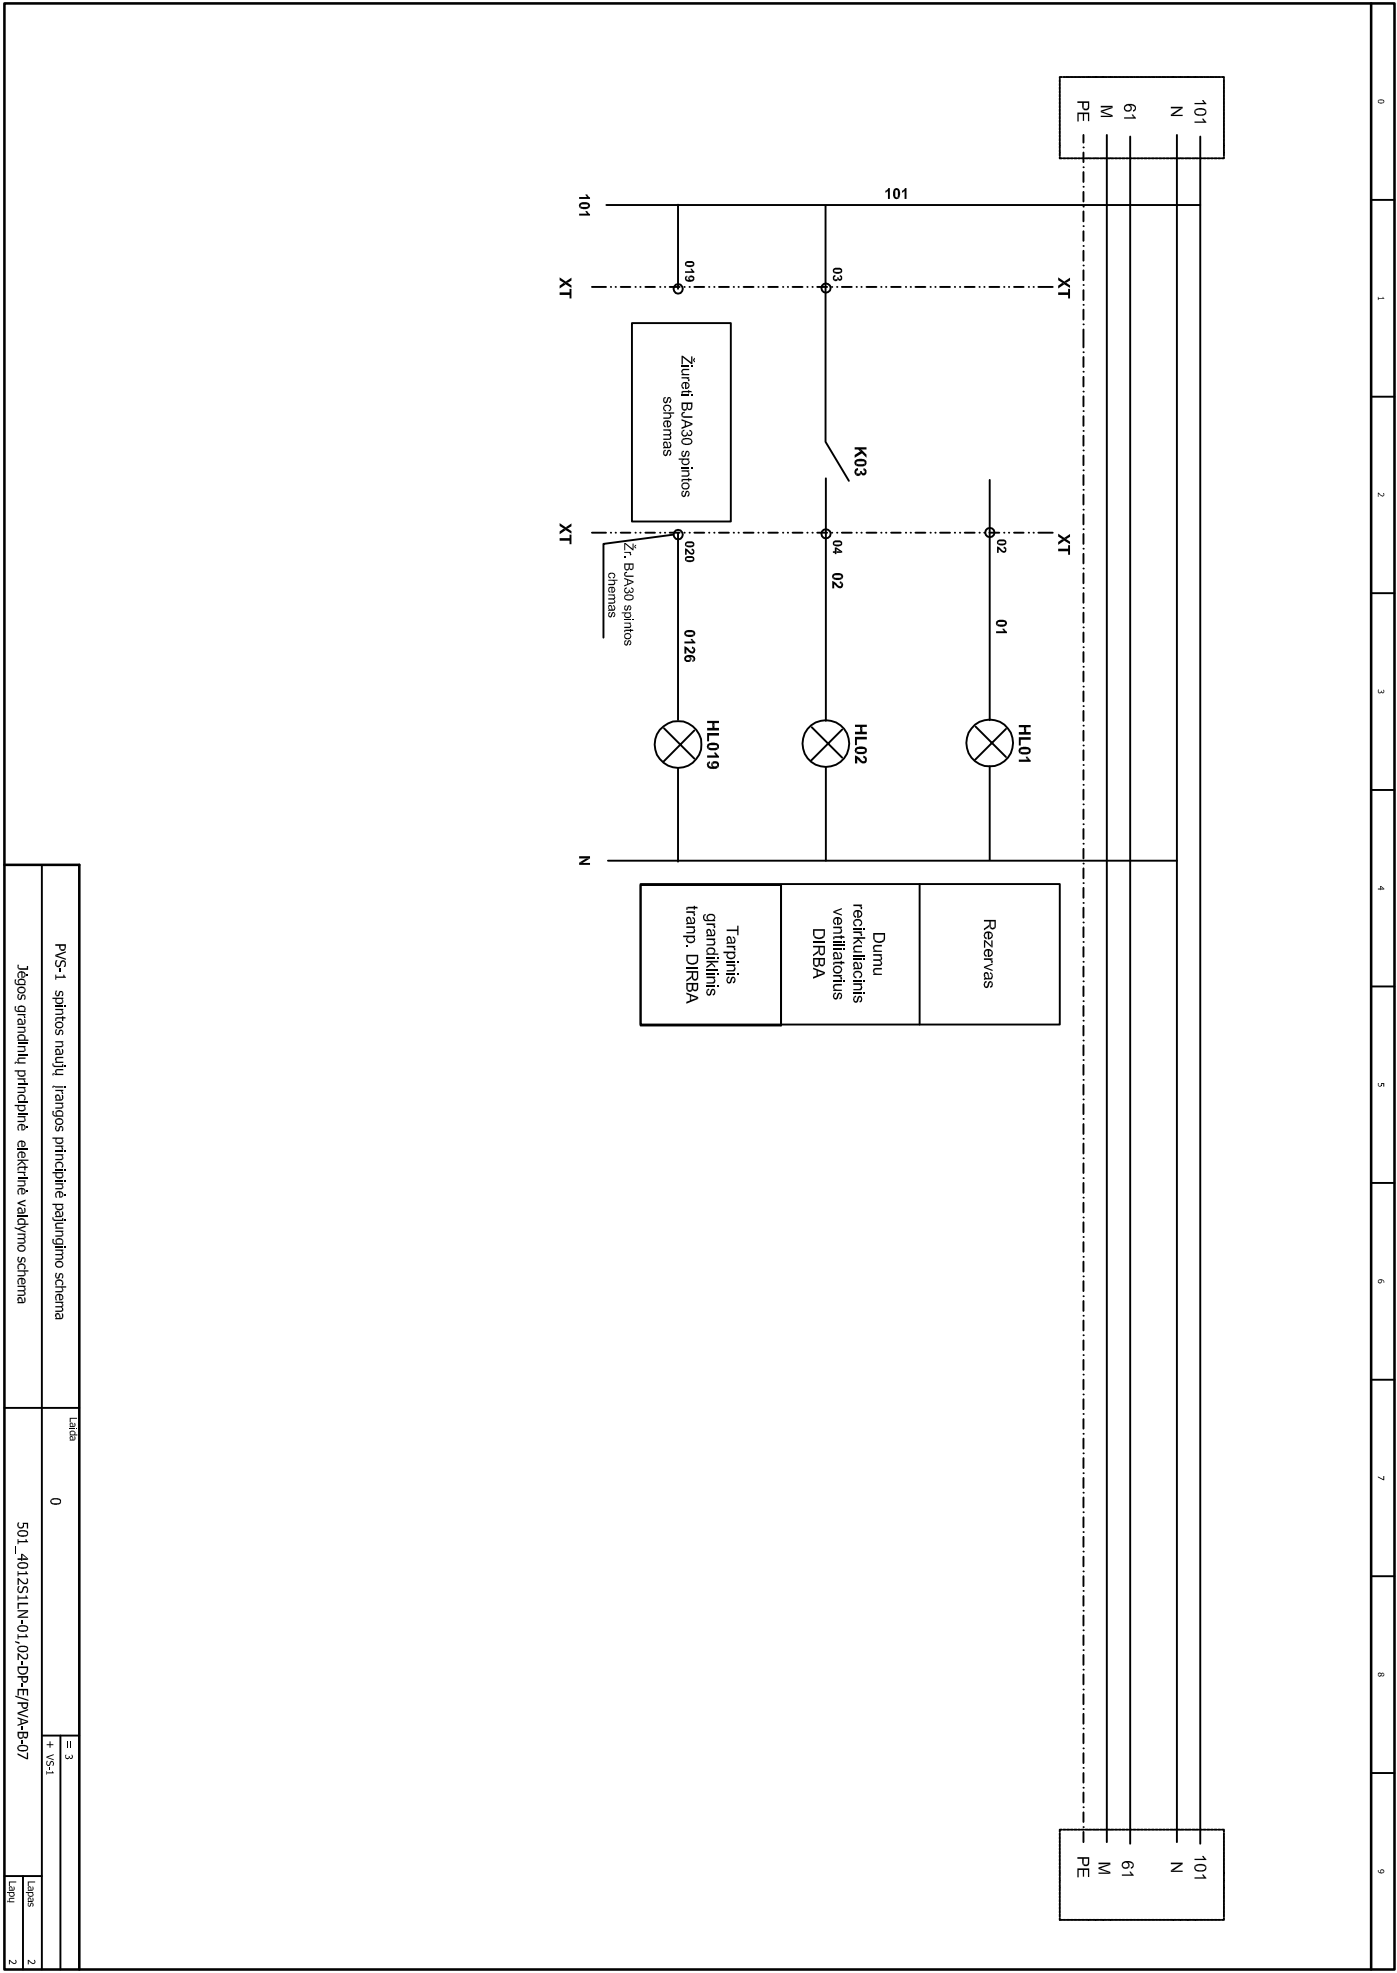 0
1
2
3
4
5
6
7
8
9
101
N
61
M
PE
101
N
61
M
PE
101
101
XT
XT
03
019
Žiureti BJA30 spintos
schemas
K03
XT
XT
02
04
020
01
02
0126
Žr. BJA30 spintos
chemas
HL01
HL02
HL019
N
Rezervas
Dumu
recirkuliacinis
ventiliatorius
DIRBA
Tarpinis
grandiklinis
tranp. DIRBA
PVS-1 spintos naujų įrangos principinė pajungimo schema
Jėgos grandinių principinė elektrinė valdymo schema
Laida
0
501_4012S1LN-01,02-DP-E/PVA-B-07
= 3
+ VS-1
Lapas 2
Lapų 2